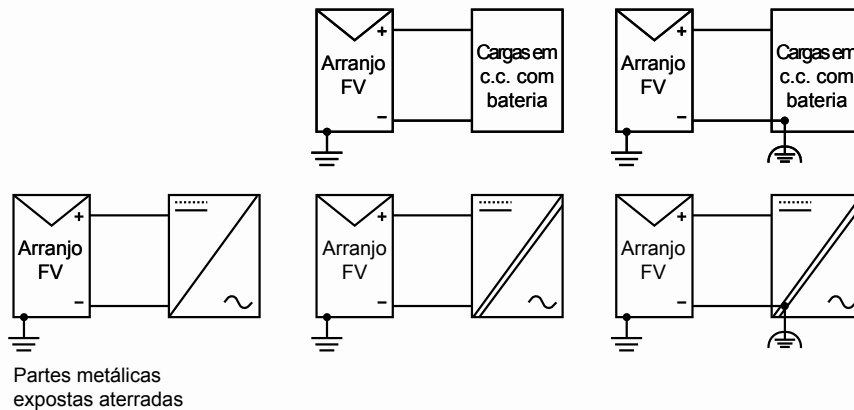 +
Arranjo
FV
−
Cargas em
c.c. com
bateria
+
Arranjo
FV
−
Cargas em
c.c. com
bateria
+
Arranjo
FV
−
+
Arranjo
FV
−
+
Arranjo
FV
−
Partes metálicas
expostas aterradas